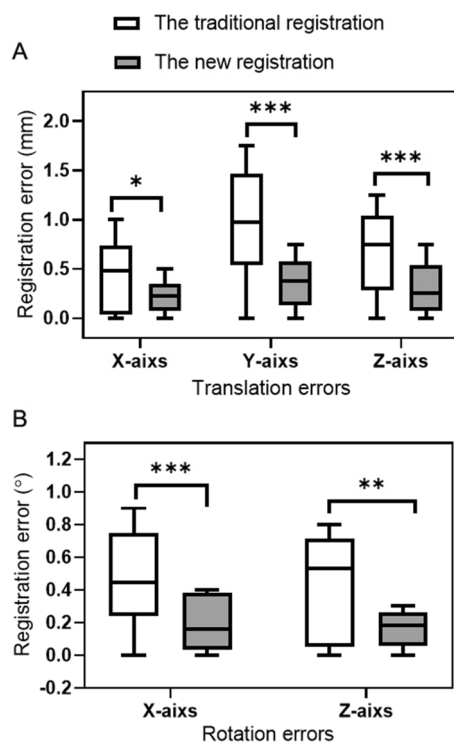 The traditional registration
The new registration
A
Registration error (mm)
2.0
1.5
1.0
0.5
0.0
*
***
***
X-aixs
Y-aixs
Z-aixs
Translation errors
B
Registration error (°)
1.2
1.0
0.8
0.6
0.4
0.2
0.0
-0.2
***
**
X-aixs
Z-aixs
Rotation errors